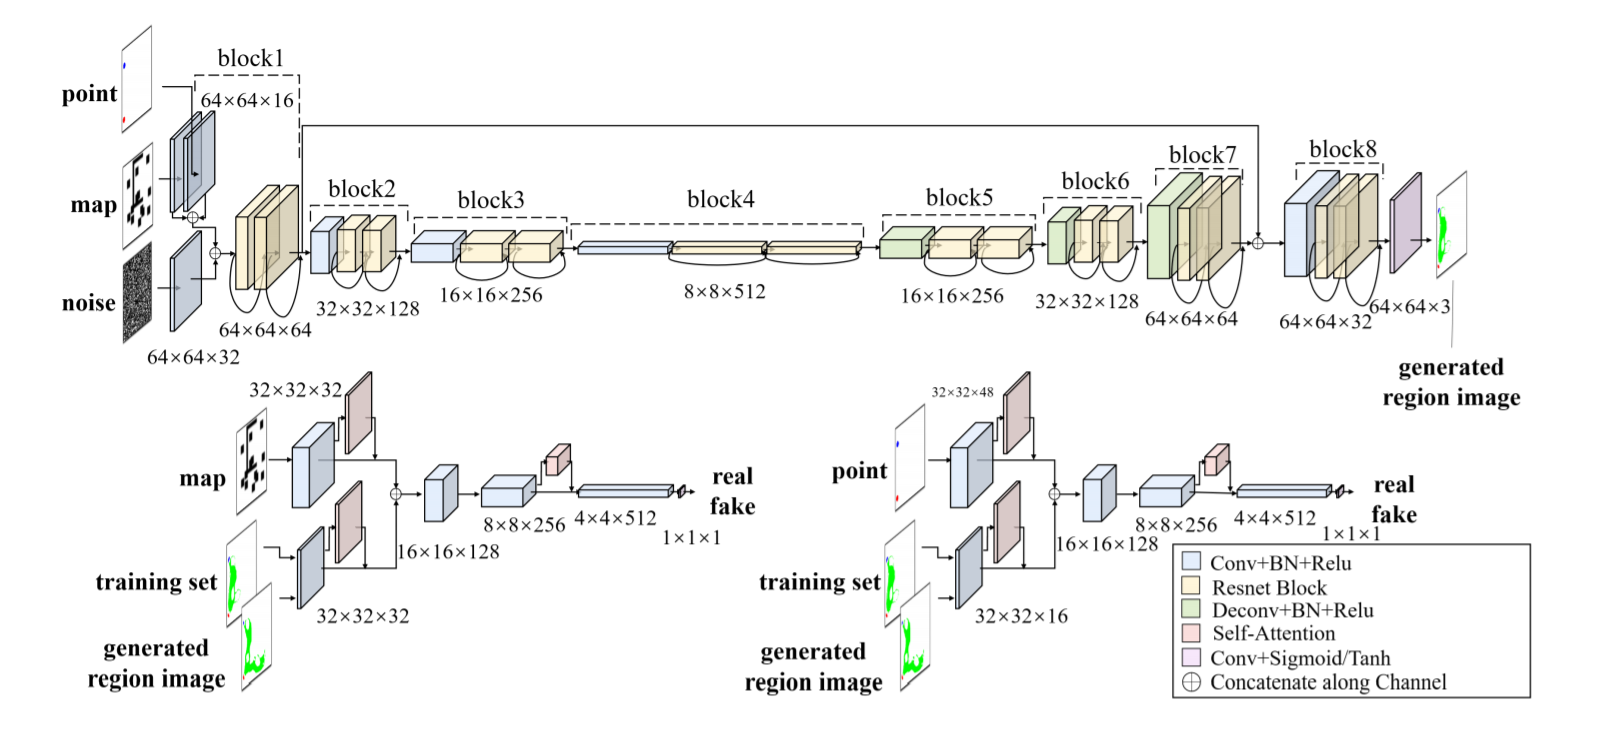 block1
point
64×64×16
map
noise
64×64×32
64×64×64
block2
32×32×128
block3
16×16×256
block4
8×8×512
block5
16×16×256
block6
32×32×128
block7
64×64×64
block8
64×64×32
64×64×3
generated
region image
32×32×32
map
training set
generated
region image
32×32×32
16×16×128
8×8×256
4×4×512
1×1×1
real
fake
32×32×48
point
training set
generated
region image
32×32×16
16×16×128
8×8×256
4×4×512
1×1×1
real
fake
Conv+BN+Relu
Resnet Block
Deconv+BN+Relu
Self-Attention
Conv+Sigmoid/Tanh
Concatenate along Channel